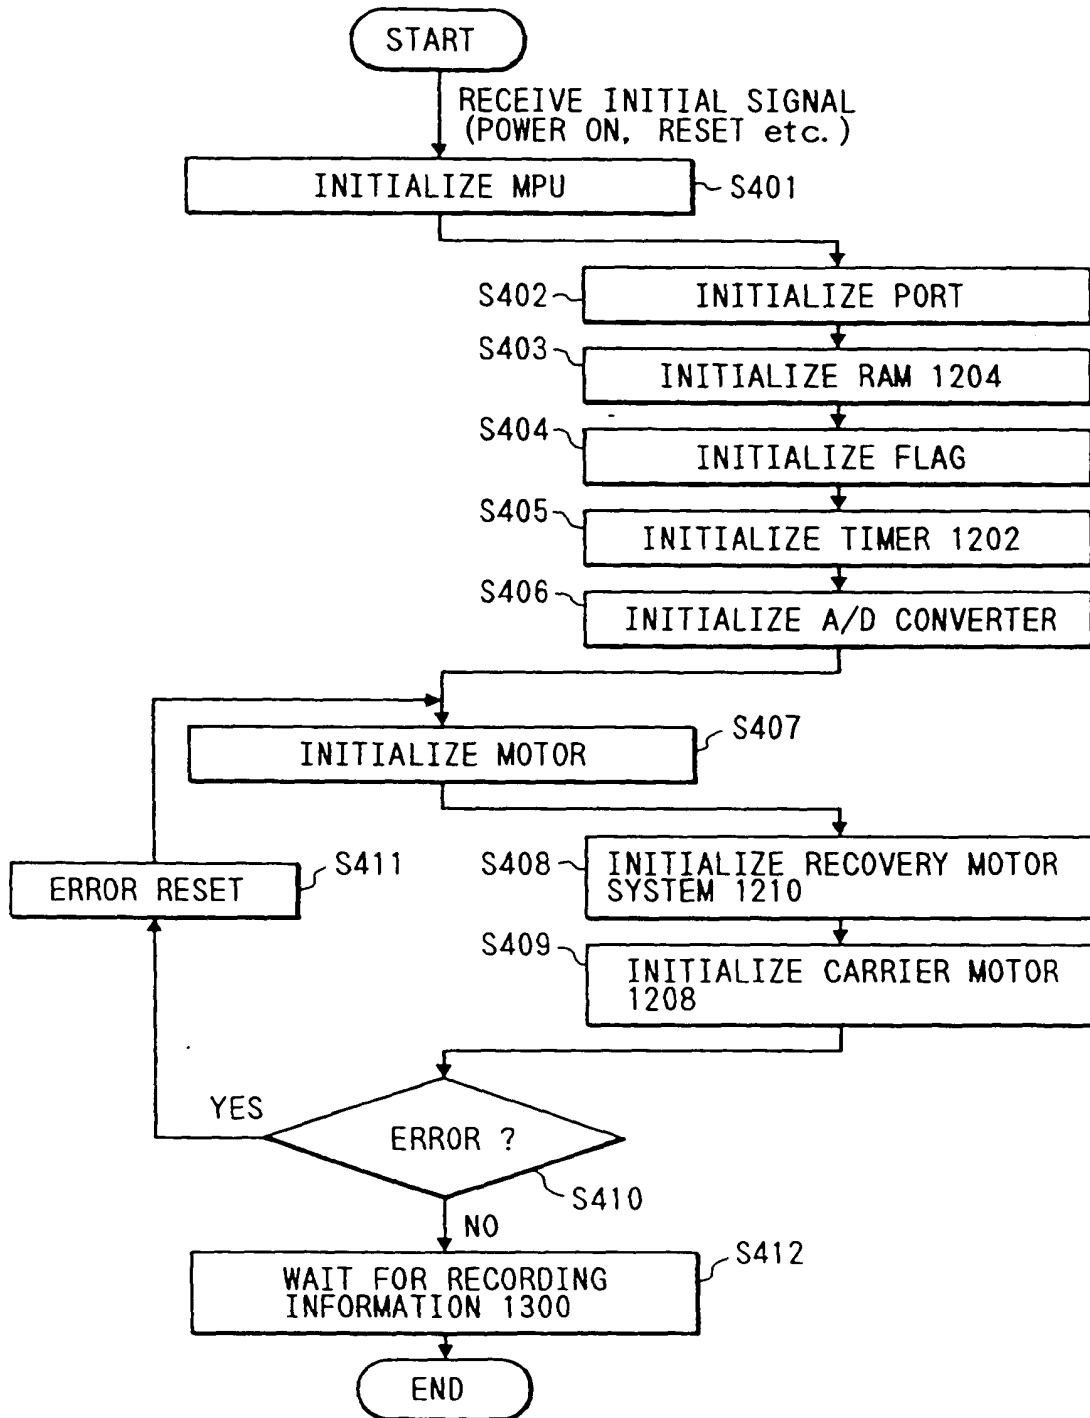 START
RECEIVE INITIAL SIGNAL
(POWER ON, RESET etc.)
INITIALIZE MPU
S401
S402
INITIALIZE PORT
S403
INITIALIZE RAM 1204
S404
INITIALIZE FLAG
S405
INITIALIZE TIMER 1202
S406
INITIALIZE A/D CONVERTER
S407
INITIALIZE MOTOR
S408
INITIALIZE RECOVERY MOTOR
SYSTEM 1210
S411
ERROR RESET
S409
INITIALIZE CARRIER MOTOR
1208
YES
ERROR ?
S410
NO
S412
WAIT FOR RECORDING
INFORMATION 1300
END